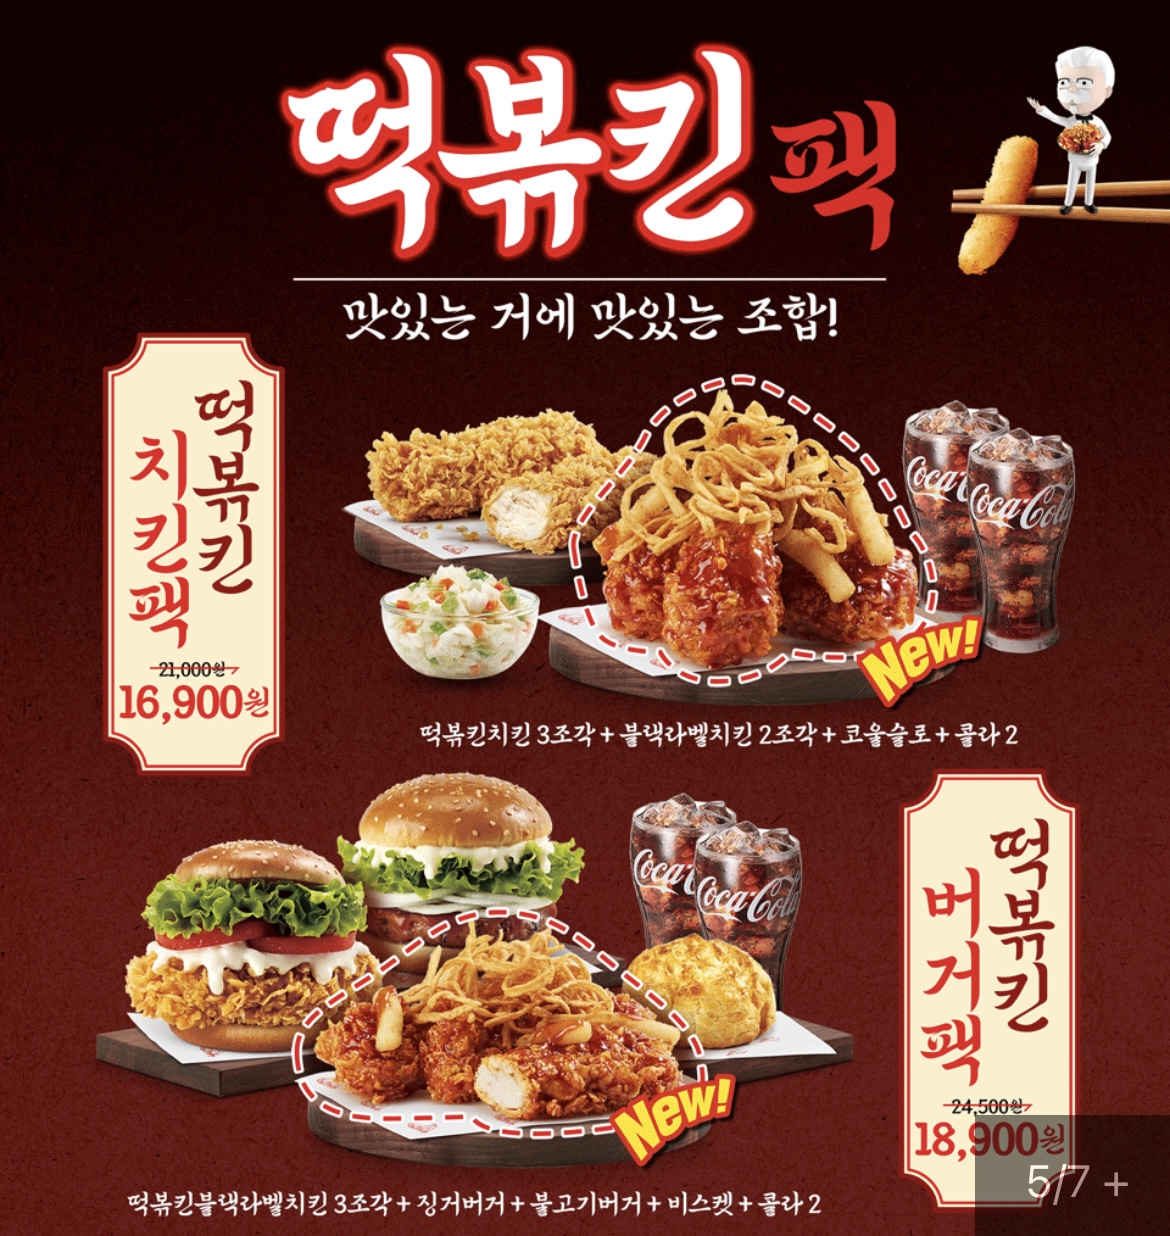 떡볶킨 팩
맛있는 거에 맛있는 조합!
떡볶킨
치킨팩
21,000원
16,900원
Coca-Cola
Coca-Cola
New!
떡볶킨치킨 3조각 + 블랙라벨치킨 2조각 + 코울슬로 + 콜라 2
Coca-Cola
Coca-Cola
New!
떡볶킨
버거팩
24,500원
18,900원
떡볶킨블랙라벨치킨 3조각 + 징거버거 + 불고기버거 + 비스켓 + 콜라 2
5/7 +